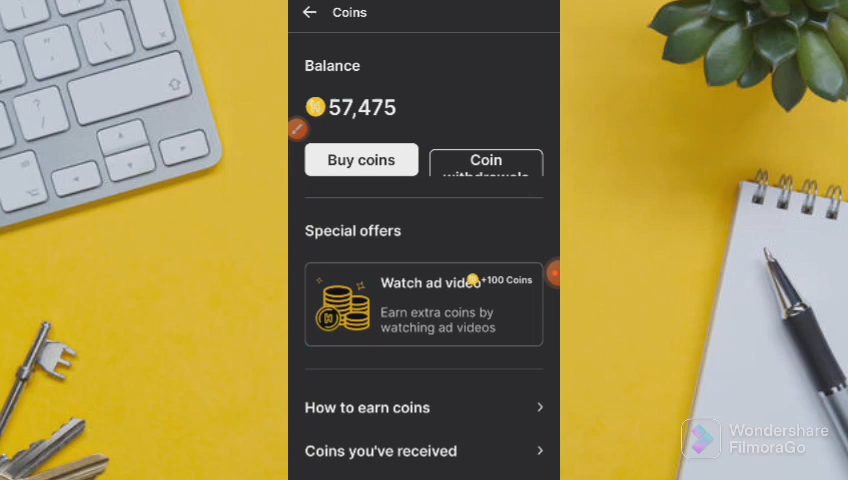 Coins
Balance
57,475
Buy coins
Coin
withdrawals
Special offers
Watch ad video
+100 Coins
Earn extra coins by
watching ad videos
How to earn coins
Coins you've received
Wondershare
FilmoraGo